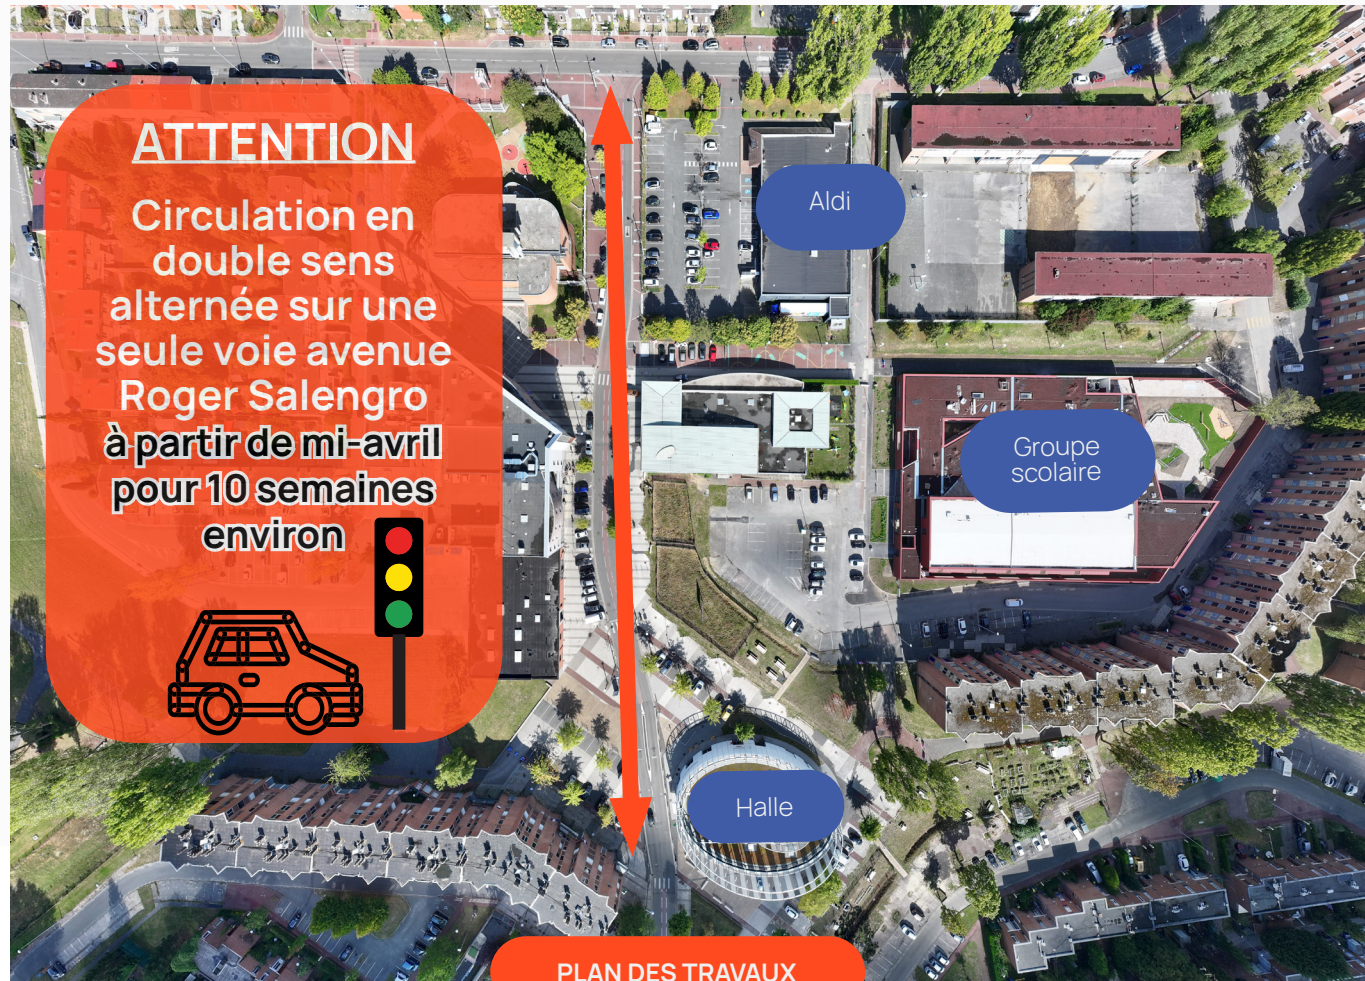 ATTENTION
Circulation en
double sens
alternée sur une
seule voie avenue
Roger Salengro
à partir de mi-avril
pour 10 semaines
environ
Aldi
Groupe
scolaire
Halle
PLAN DES TRAVAUX